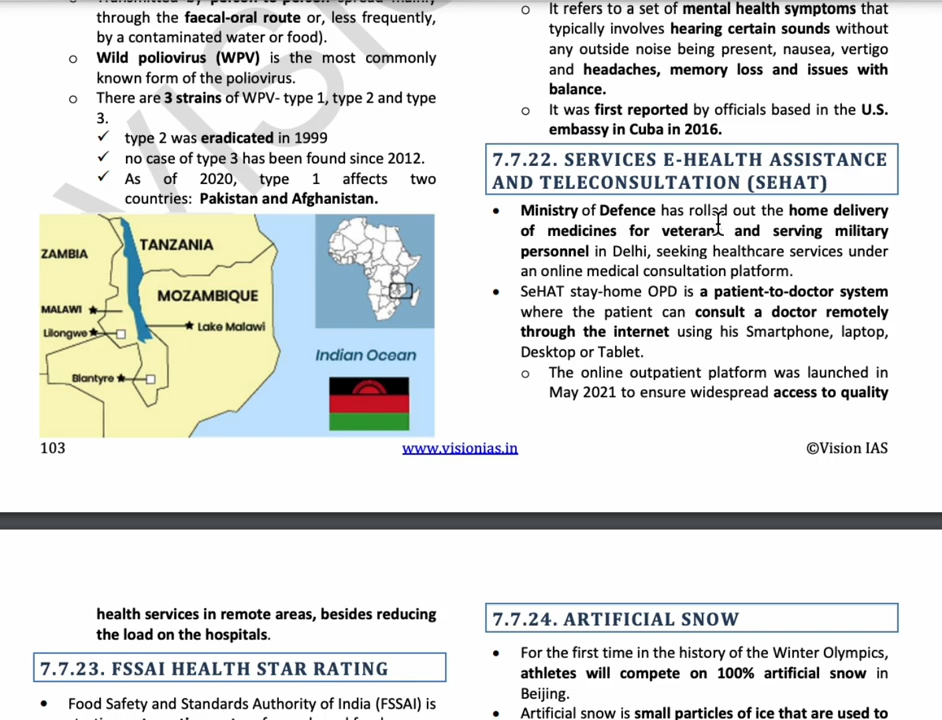 through the faecal-oral route or, less frequently,
by a contaminated water or food).
o Wild poliovirus (WPV) is the most commonly
known form of the poliovirus.
o There are 3 strains of WPV- type 1, type 2 and type
3.
✓ type 2 was eradicated in 1999
✓ no case of type 3 has been found since 2012.
✓ As of 2020, type 1 affects two
countries: Pakistan and Afghanistan.
ZAMBIA
TANZANIA
MOZAMBIQUE
MALAWI
Lilongwe
Lake Malawi
Blantyre
Indian Ocean
o It refers to a set of mental health symptoms that
typically involves hearing certain sounds without
any outside noise being present, nausea, vertigo
and headaches, memory loss and issues with
balance.
o It was first reported by officials based in the U.S.
embassy in Cuba in 2016.
7.7.22. SERVICES E-HEALTH ASSISTANCE
AND TELECONSULTATION (SEHAT)
• Ministry of Defence has rolled out the home delivery
of medicines for veterans and serving military
personnel in Delhi, seeking healthcare services under
an online medical consultation platform.
• SeHAT stay-home OPD is a patient-to-doctor system
where the patient can consult a doctor remotely
through the internet using his Smartphone, laptop,
Desktop or Tablet.
o The online outpatient platform was launched in
May 2021 to ensure widespread access to quality
103
www.visionias.in
©Vision IAS
health services in remote areas, besides reducing
the load on the hospitals.
7.7.23. FSSAI HEALTH STAR RATING
• Food Safety and Standards Authority of India (FSSAI) is
7.7.24. ARTIFICIAL SNOW
• For the first time in the history of the Winter Olympics,
athletes will compete on 100% artificial snow in
Beijing.
• Artificial snow is small particles of ice that are used to